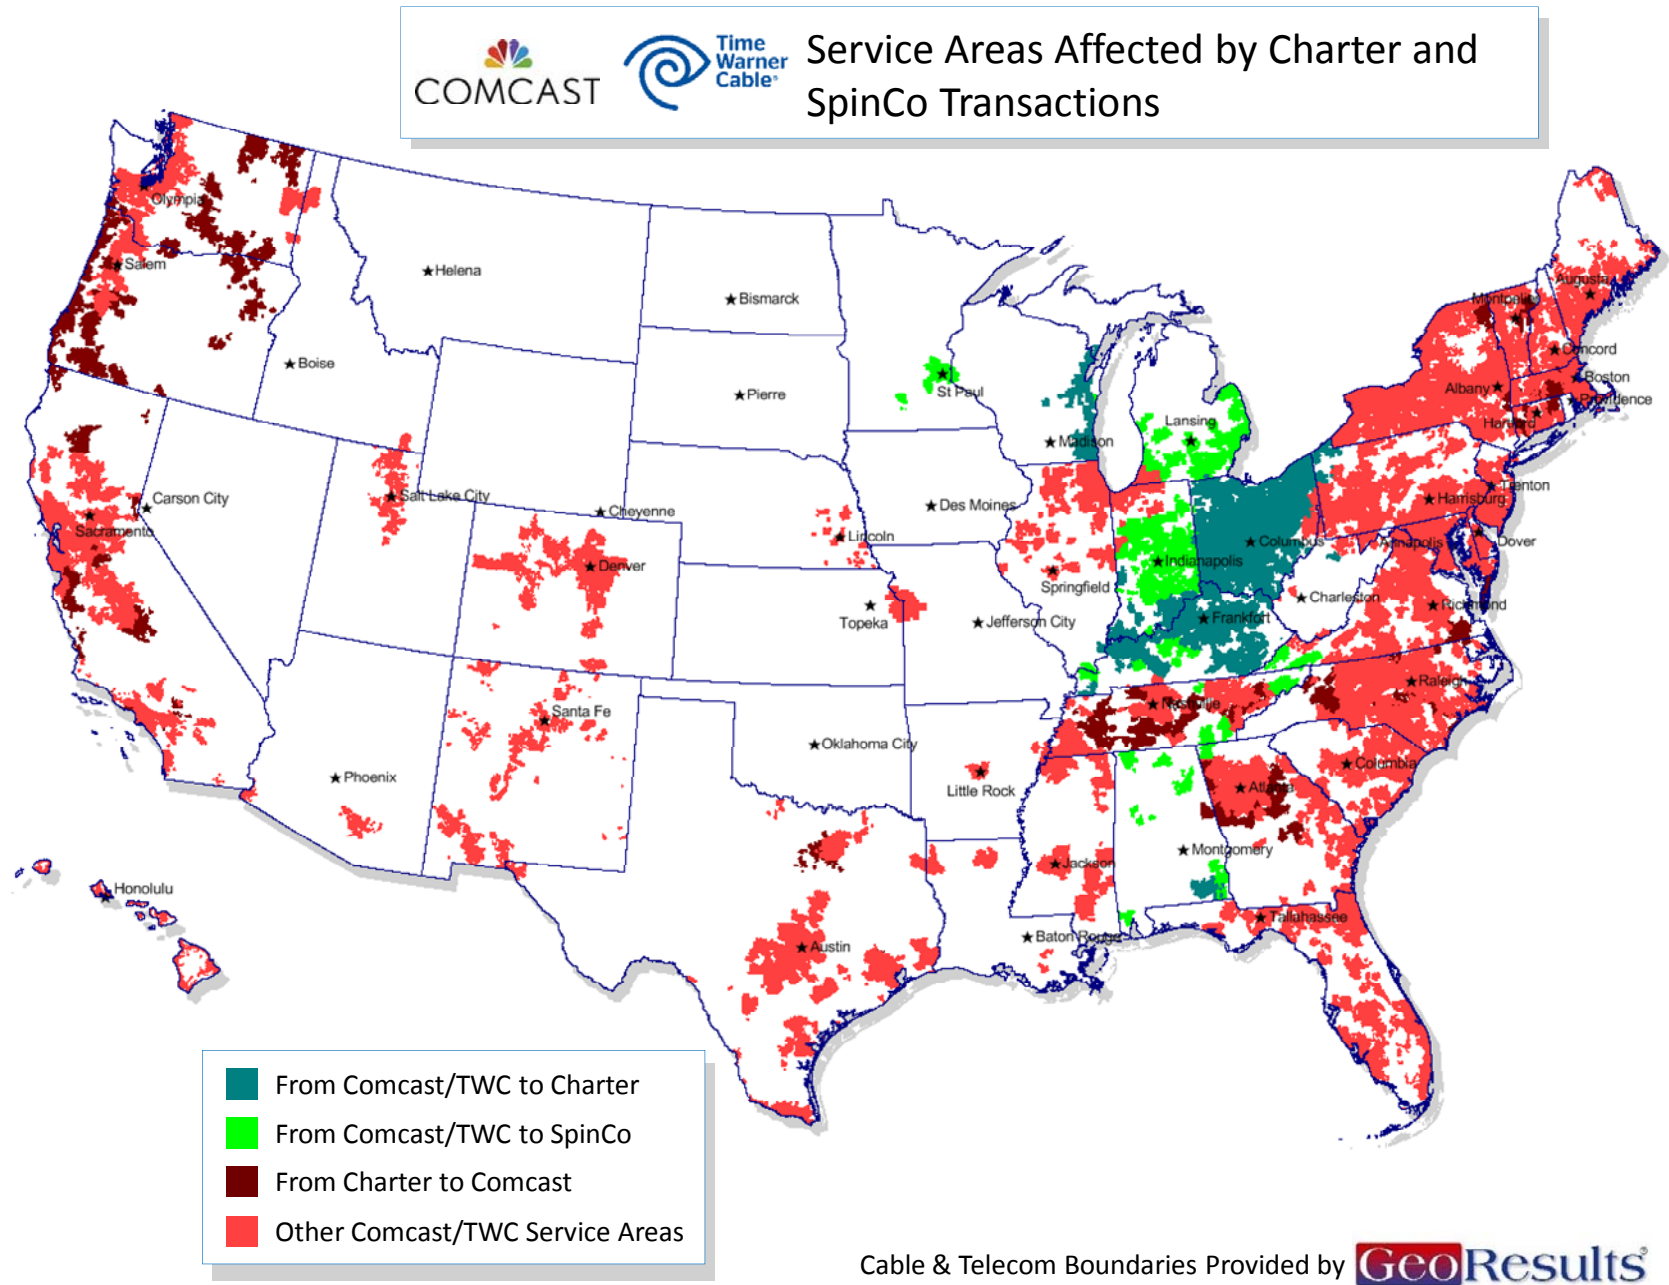 COMCAST
Time
Warner
Cable®
Service Areas Affected by Charter and
SpinCo Transactions
Olympia
Salem
Helena
Bismarck
Boise
Pierre
St Paul
Madison
Lansing
Augusta
Montpelier
Concord
Albany
Boston
Providence
Hartford
Carson City
Sacramento
Salt Lake City
Cheyenne
Des Moines
Lincoln
Trenton
Harrisburg
Denver
Columbus
Annapolis
Dover
Indianapolis
Springfield
Charleston
Richmond
Topeka
Jefferson City
Frankfort
Santa Fe
Raleigh
Nashville
Oklahoma City
Phoenix
Little Rock
Columbia
Atlanta
Montgomery
Jackson
Honolulu
Tallahassee
Baton Rouge
Austin
From Comcast/TWC to Charter
From Comcast/TWC to SpinCo
From Charter to Comcast
Other Comcast/TWC Service Areas
Cable & Telecom Boundaries Provided by GeoResults®